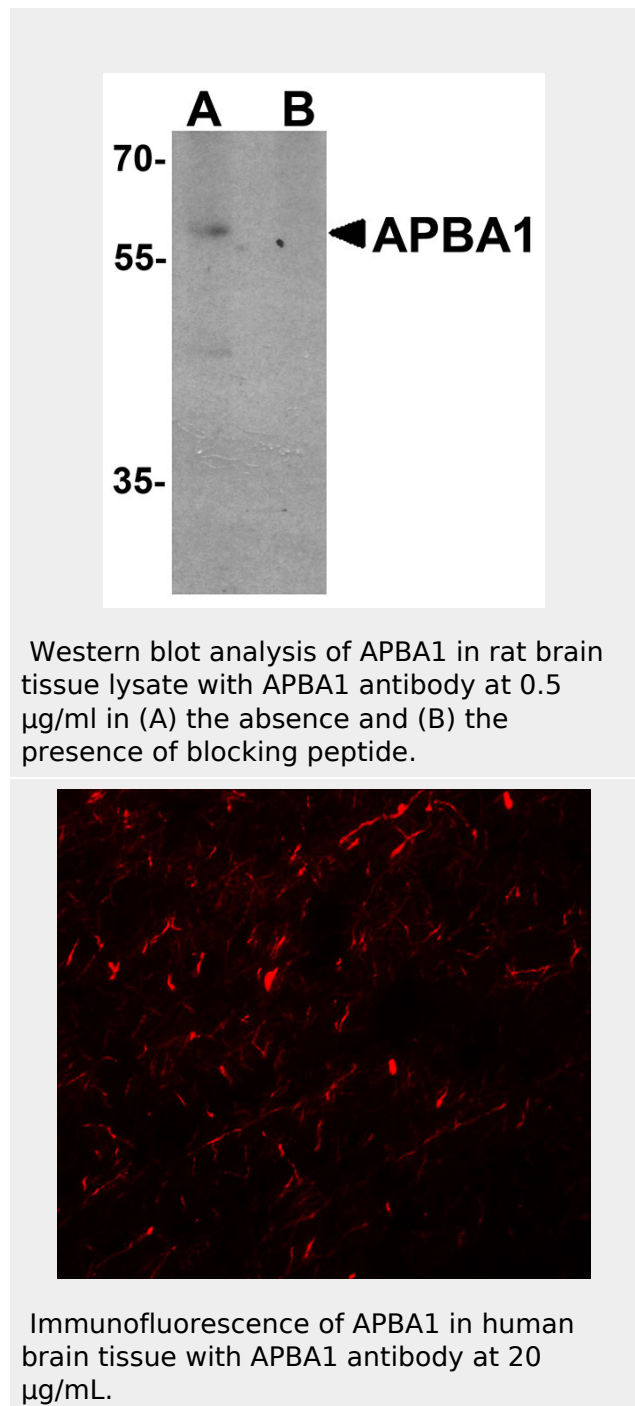 A B
70-
APBA1
55-
35-
Western blot analysis of APBA1 in rat brain
tissue lysate with APBA1 antibody at 0.5
µg/ml in (A) the absence and (B) the
presence of blocking peptide.
Immunofluorescence of APBA1 in human
brain tissue with APBA1 antibody at 20
µg/mL.